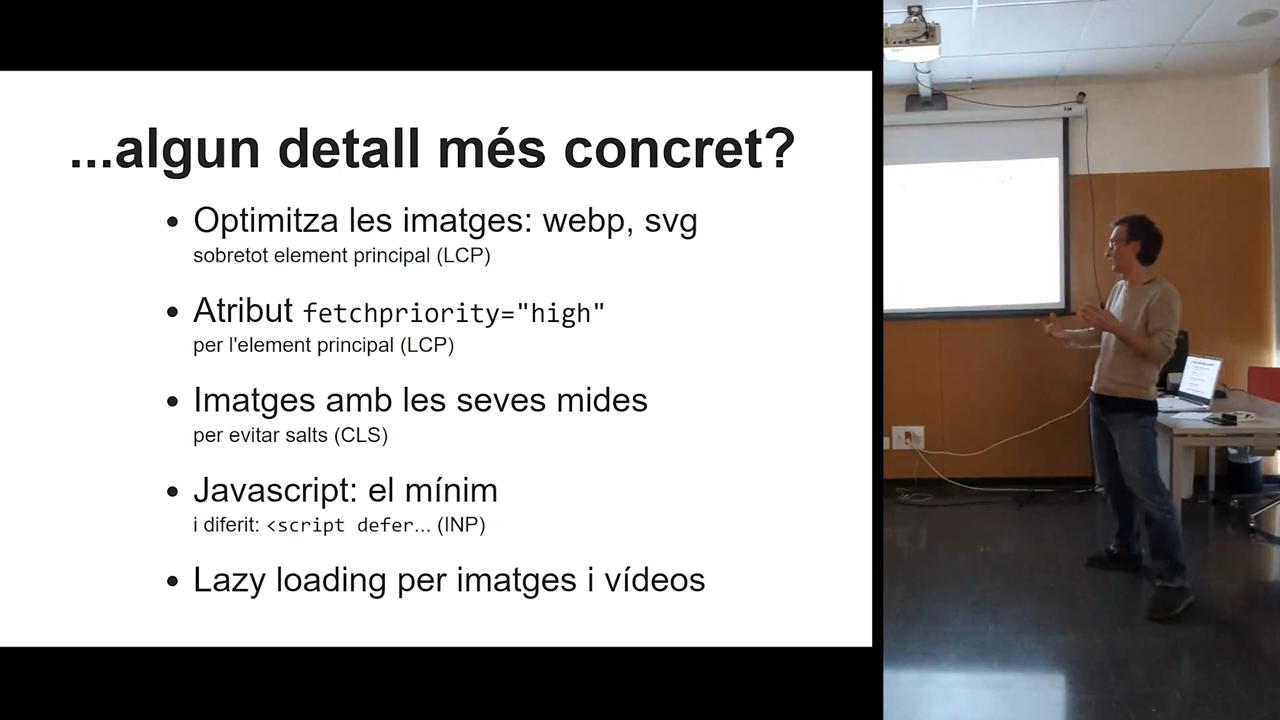 ...algun detall més concret?
• Optimitza les imatges: webp, svg
sobretot element principal (LCP)
• Atribut fetchpriority="high"
per l'element principal (LCP)
• Imatges amb les seves mides
per evitar salts (CLS)
• Javascript: el mínim
i diferit: <script defer... (INP)
• Lazy loading per imatges i vídeos